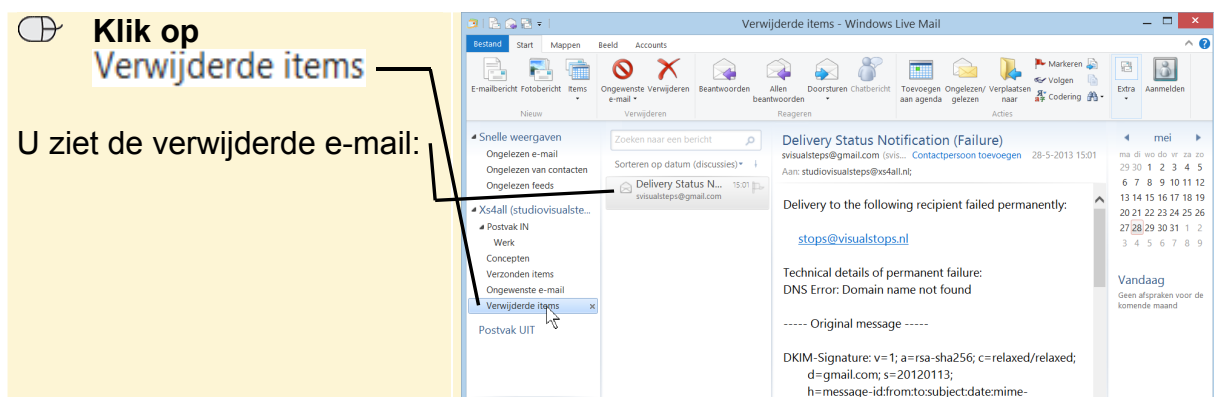 Klik op
Verwijderde items
U ziet de verwijderde e-mail:
Verwijderde items - Windows Live Mail
Bestand Start Mappen Beeld Accounts
E-mailbericht Fotobericht Items
Nieuw
Ongewenste e-mail Verwijderen
Verwijderen
Beantwoorden Allen beantwoorden Doorsturen Chatbericht
Reageren
Toevoegen aan agenda Ongelezen/ gelezen Verplaatsen naar
Markeren
Volgen
Codering
Acties
Extra Aanmelden
Snelle weergaven
Ongelezen e-mail
Ongelezen van contacten
Ongelezen feeds
Xs4all (studiovisualste...
Postvak IN
Werk
Concepten
Verzonden items
Ongewenste e-mail
Verwijderde items
Postvak UIT
Zoeken naar een bericht
Sorteren op datum (discussies)
Delivery Status N... 15:01
svisualsteps@gmail.com
Delivery Status Notification (Failure)
svisualsteps@gmail.com (svis... Contactpersoon toevoegen 28-5-2013 15:01
Aan: studiovisualsteps@xs4all.nl;
Delivery to the following recipient failed permanently:
stops@visualstops.nl
Technical details of permanent failure:
DNS Error: Domain name not found
----- Original message -----
DKIM-Signature: v=1; a=rsa-sha256; c=relaxed/relaxed;
d=gmail.com; s=20120113;
h=message-id:from:to:subject:date:mime-
mei
ma di wo do vr za zo
29 30 1 2 3 4 5
6 7 8 9 10 11 12
13 14 15 16 17 18 19
20 21 22 23 24 25 26
27 28 29 30 31 1 2
3 4 5 6 7 8 9
Vandaag
Geen afspraken voor de
komende maand